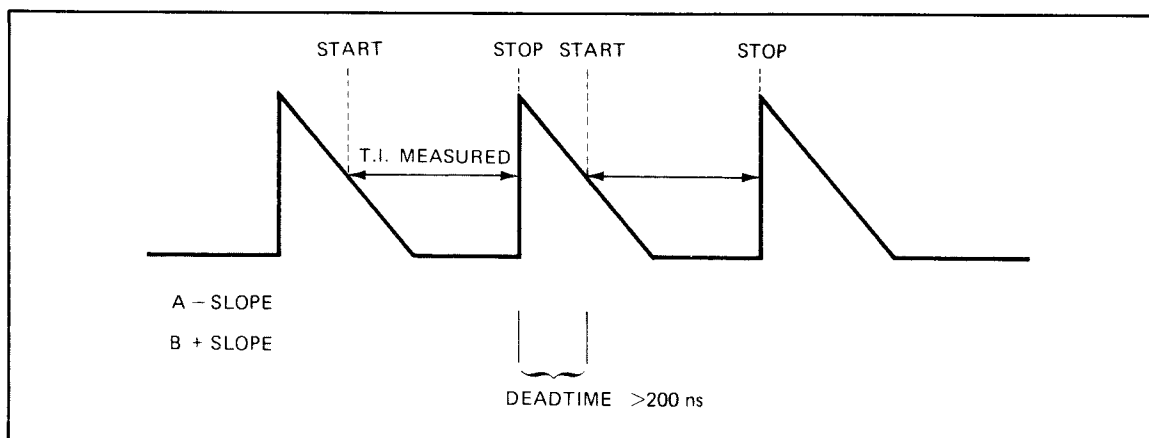 START STOP START STOP
T.I. MEASURED
A – SLOPE
B + SLOPE
DEADTIME >200 ns